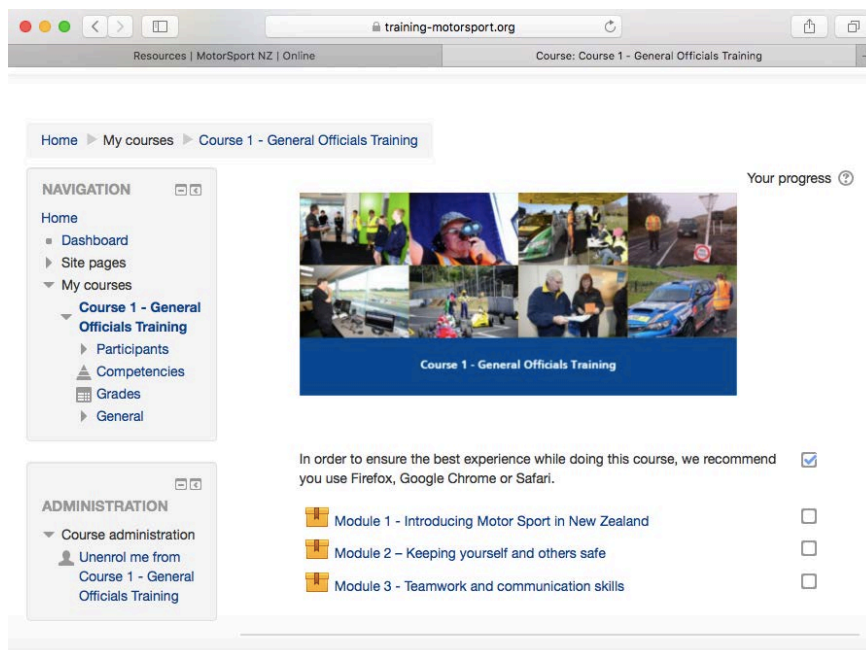 training-motorsport.org
Resources | MotorSport NZ | Online
Course: Course 1 - General Officials Training
Home My courses Course 1 - General Officials Training
Your progress
NAVIGATION
Home
Dashboard
Site pages
My courses
Course 1 - General
Officials Training
Participants
Competencies
Grades
General
Course 1 - General Officials Training
In order to ensure the best experience while doing this course, we recommend
you use Firefox, Google Chrome or Safari.
Module 1 - Introducing Motor Sport in New Zealand
Module 2 – Keeping yourself and others safe
Module 3 - Teamwork and communication skills
ADMINISTRATION
Course administration
Unenrol me from
Course 1 - General
Officials Training